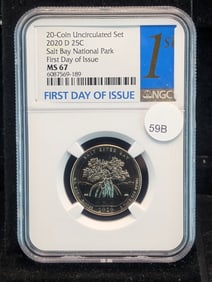 20-Coin Uncirculated Set
2020 D 25C
Salt Bay National Park
First Day of Issue
MS 67
6087569-189
1st
NGC
FIRST DAY OF ISSUE
59B
2020